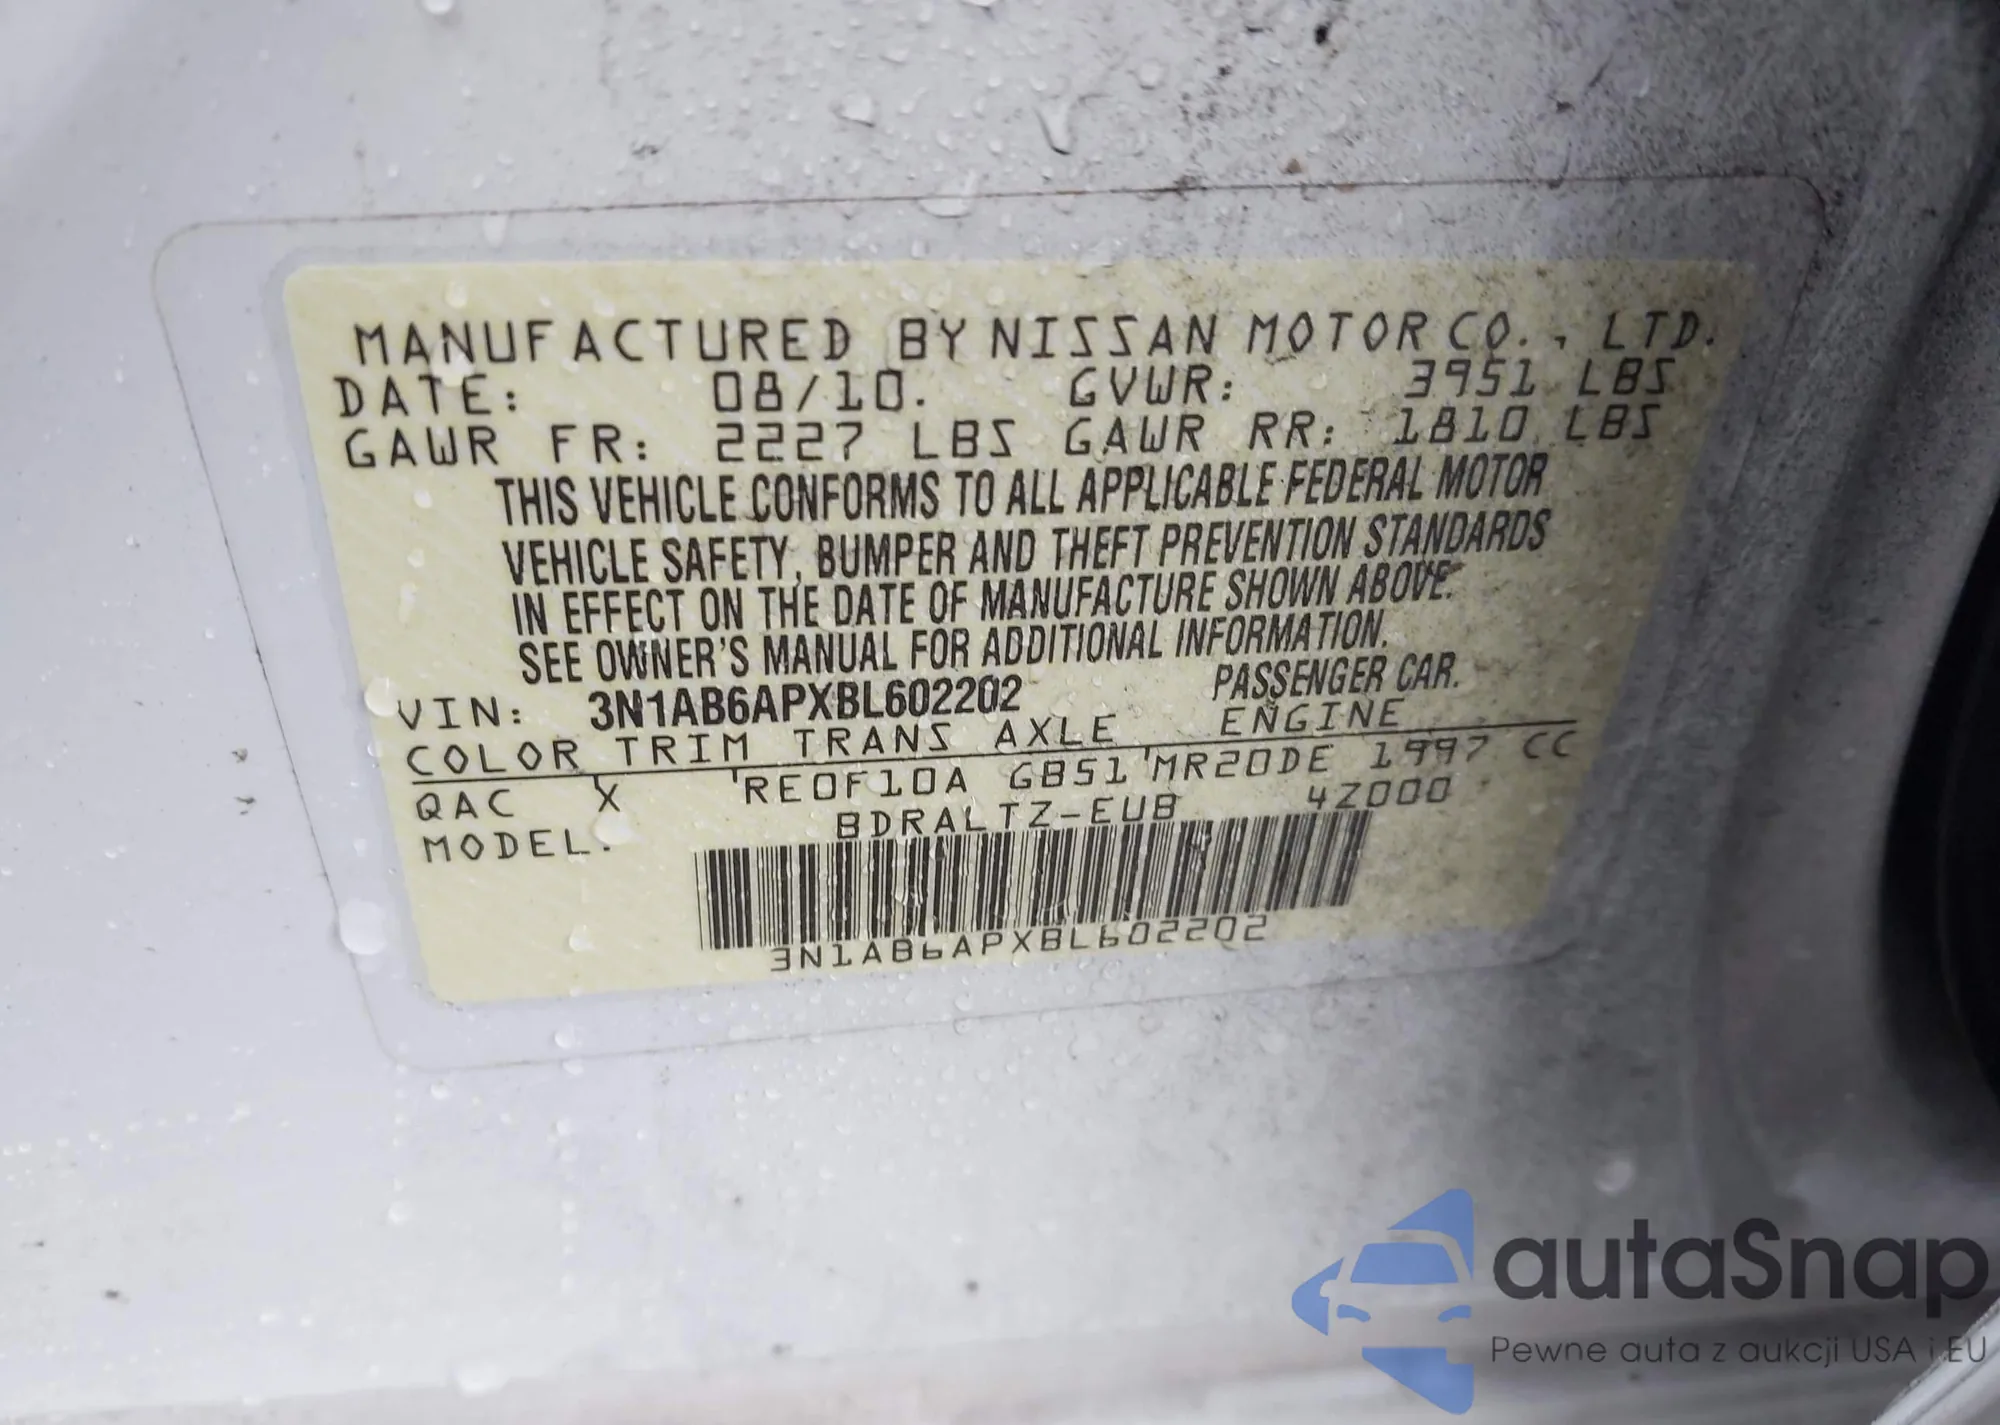 MANUFACTURED BY NISSAN MOTOR CO., LTD.
DATE: 08/10. GVWR: 3951 LBS
GAWR FR: 2227 LBS GAWR RR: 1810 LBS
THIS VEHICLE CONFORMS TO ALL APPLICABLE FEDERAL MOTOR
VEHICLE SAFETY, BUMPER AND THEFT PREVENTION STANDARDS
IN EFFECT ON THE DATE OF MANUFACTURE SHOWN ABOVE.
SEE OWNER'S MANUAL FOR ADDITIONAL INFORMATION.
VIN: 3N1AB6APXBL602202 PASSENGER CAR.
COLOR TRIM TRANS AXLE ENGINE
QAC X RE0F10A GB51 MR20DE 1997 CC
MODEL: BDRALTZ-EUB 4Z000
3N1AB6APXBL602202
autaSnap
Pewne auta z aukcji USA i EU